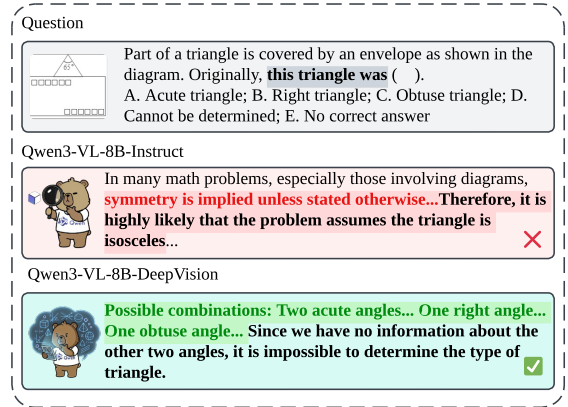 Question
65°
Part of a triangle is covered by an envelope as shown in the
diagram. Originally, this triangle was (    ).
A. Acute triangle; B. Right triangle; C. Obtuse triangle; D.
Cannot be determined; E. No correct answer
Qwen3-VL-8B-Instruct
In many math problems, especially those involving diagrams,
symmetry is implied unless stated otherwise...Therefore, it is
highly likely that the problem assumes the triangle is
isosceles...
Qwen3-VL-8B-DeepVision
Possible combinations: Two acute angles... One right angle...
One obtuse angle... Since we have no information about the
other two angles, it is impossible to determine the type of
triangle.